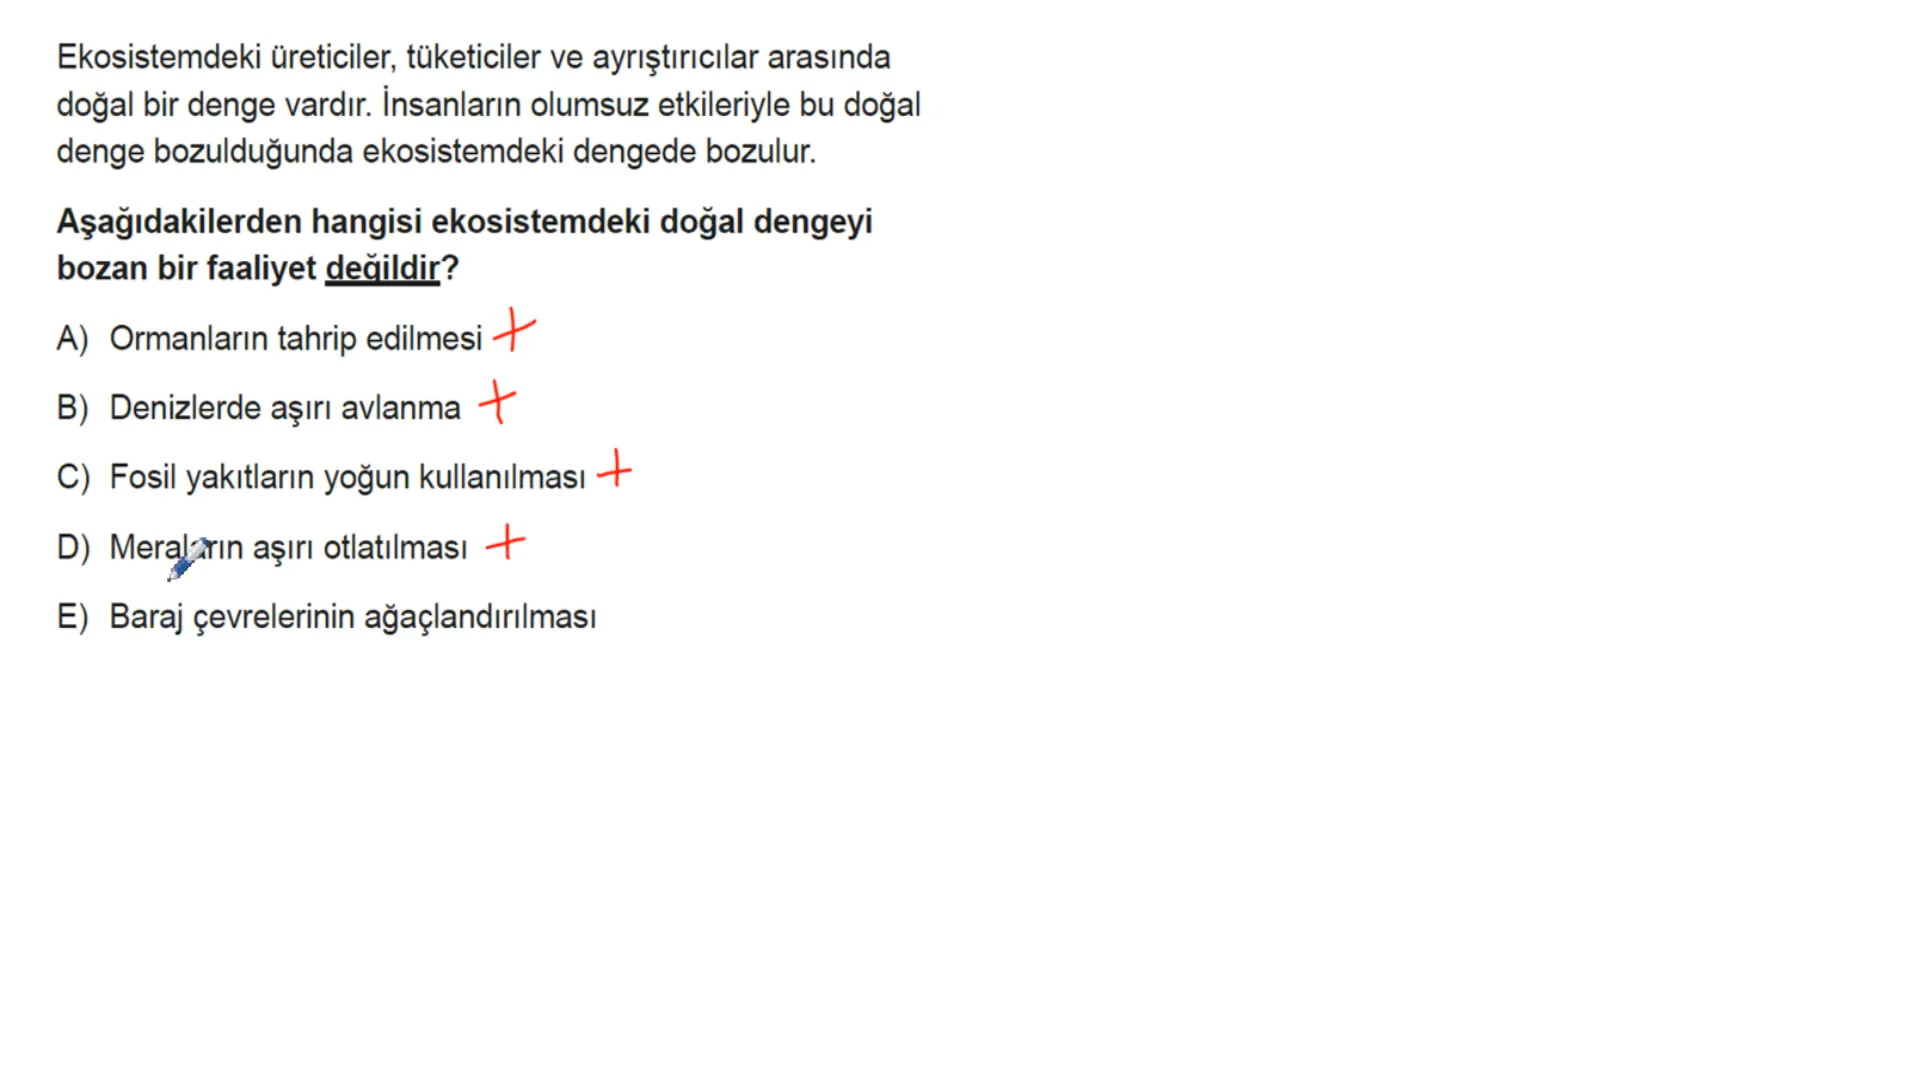 Ekosistemdeki üreticiler, tüketiciler ve ayrıştırıcılar arasında
doğal bir denge vardır. İnsanların olumsuz etkileriyle bu doğal
denge bozulduğunda ekosistemdeki dengede bozulur.
Aşağıdakilerden hangisi ekosistemdeki doğal dengeyi
bozan bir faaliyet değildir?
A) Ormanların tahrip edilmesi +
B) Denizlerde aşırı avlanma +
C) Fosil yakıtların yoğun kullanılması +
D) Meraların aşırı otlatılması +
E) Baraj çevrelerinin ağaçlandırılması